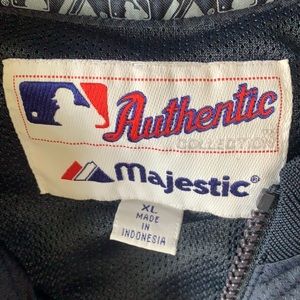 Authentic
COLLECTION
Majestic®
XL
MADE
IN
INDONESIA